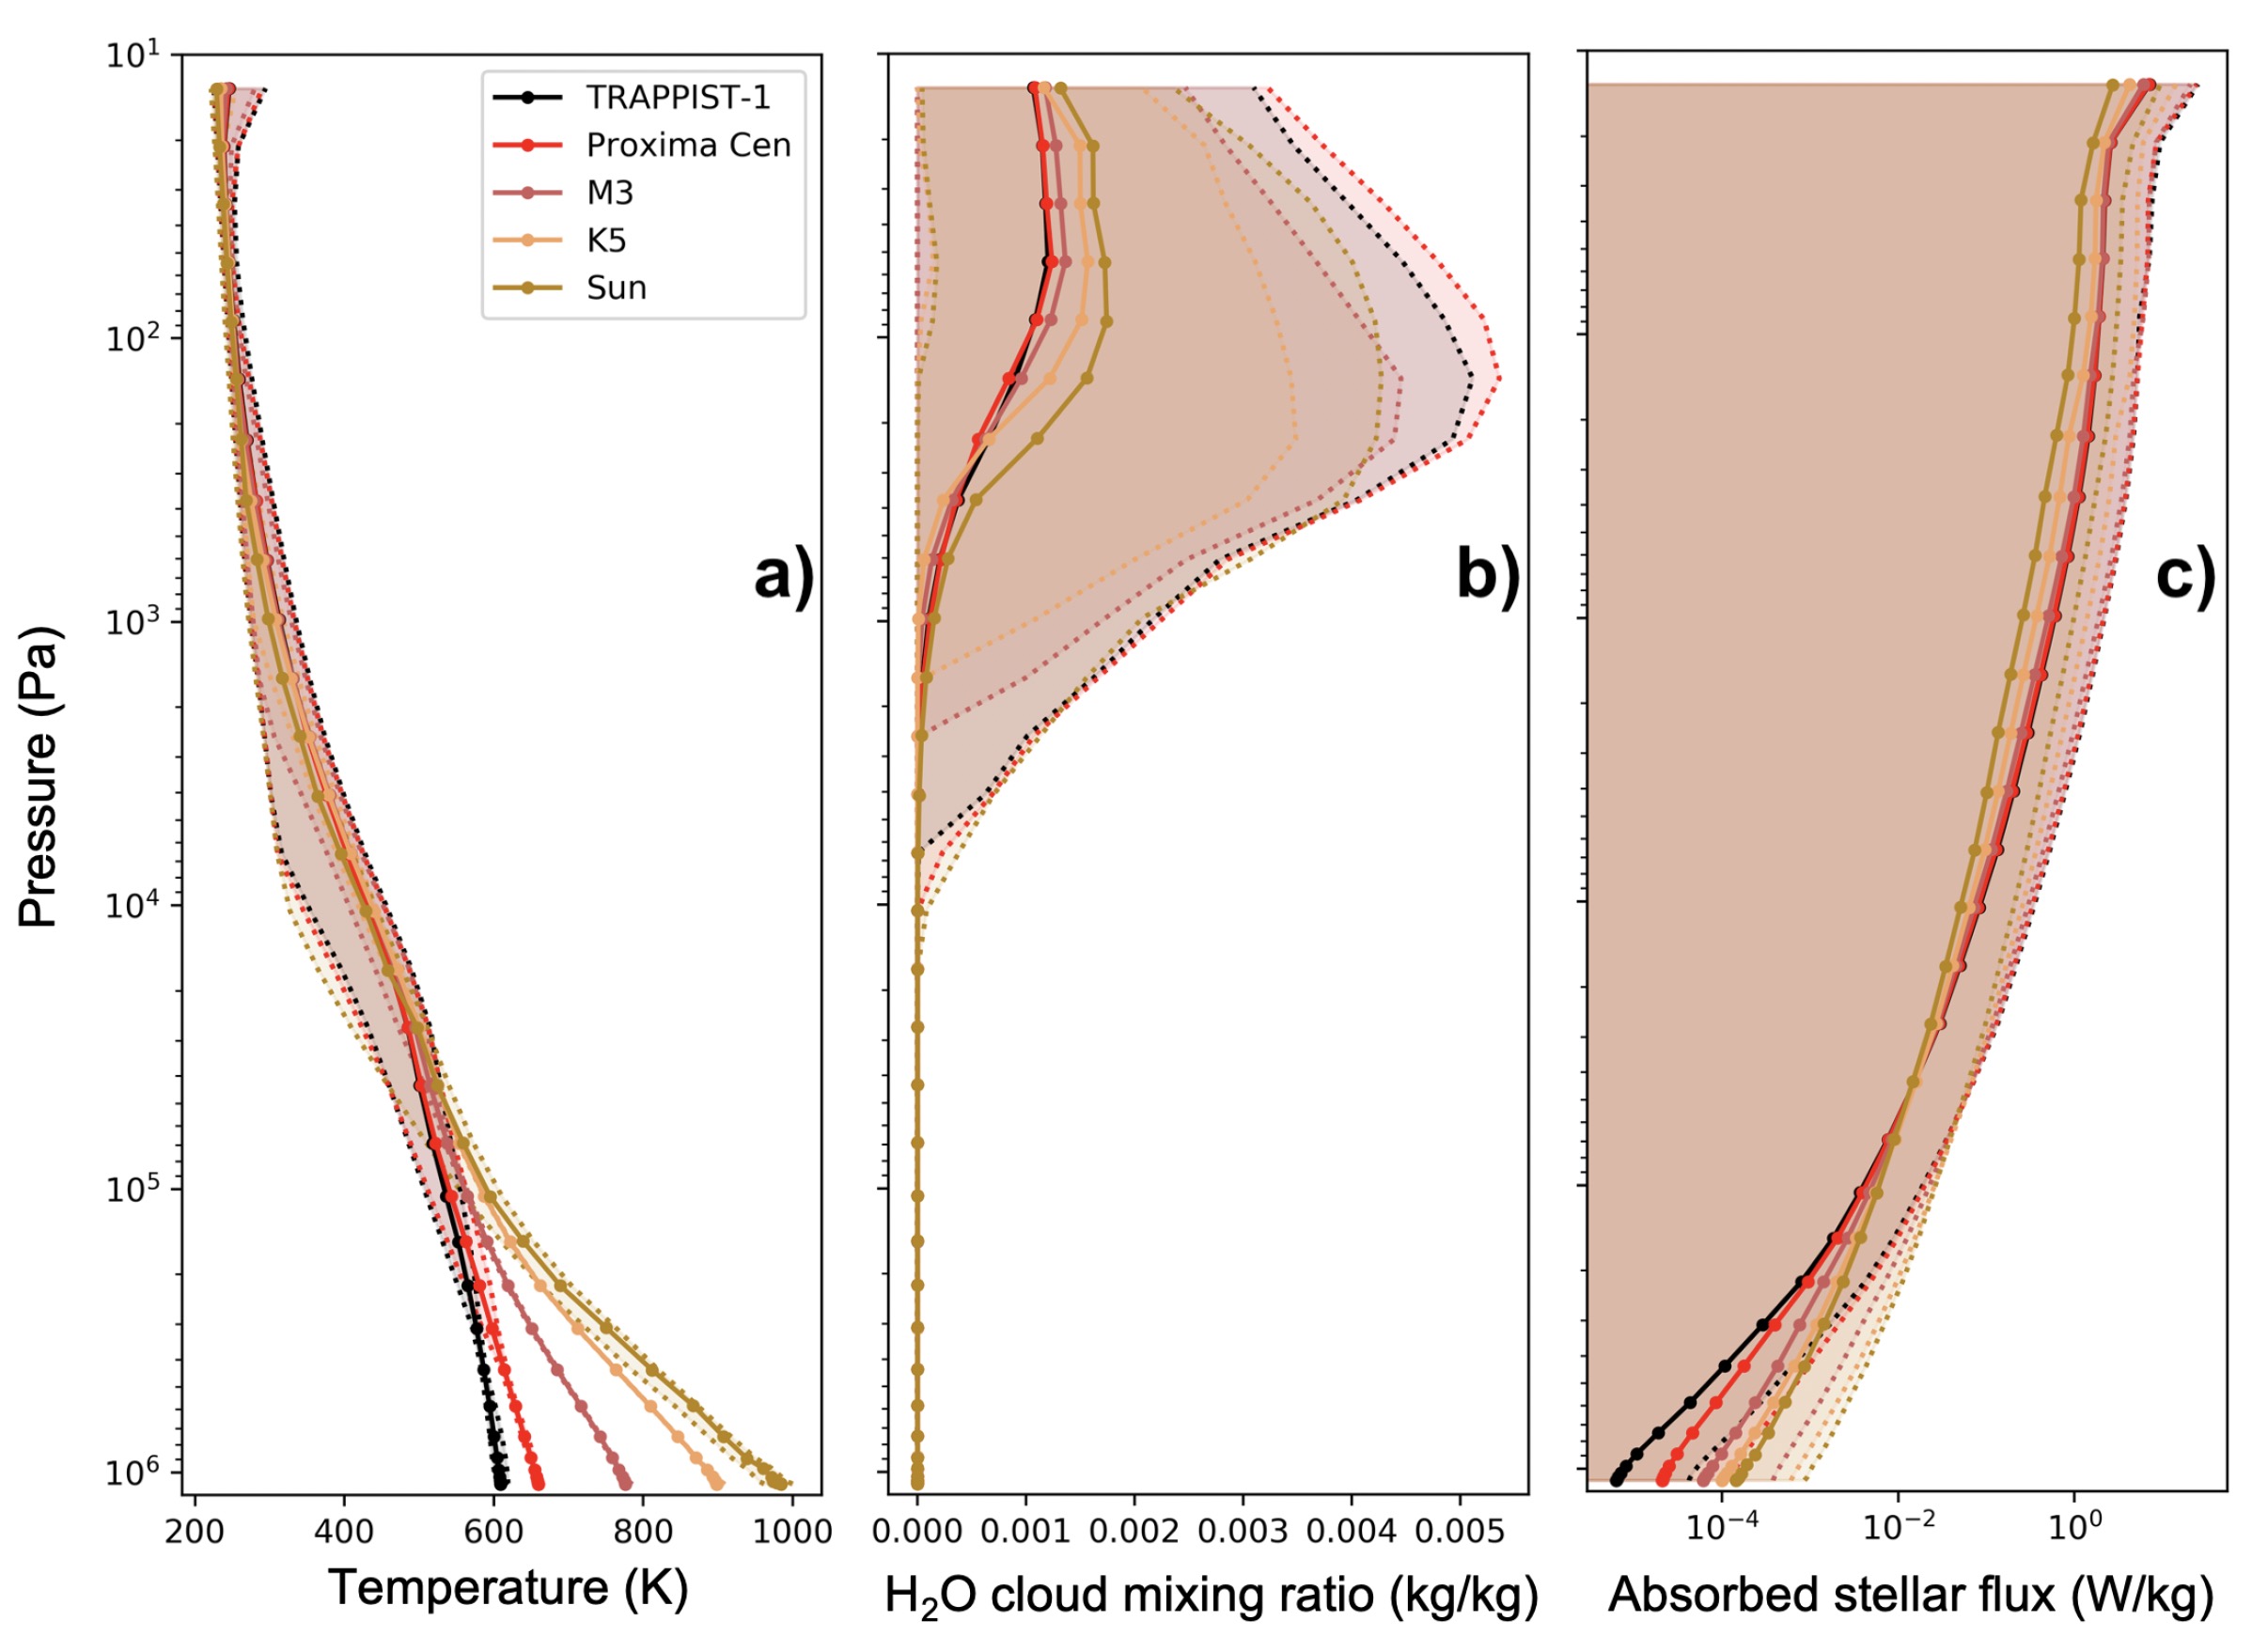 TRAPPIST-1
Proxima Cen
M3
K5
Sun
a)
b)
c)
Pressure (Pa)
10¹
10²
10³
10⁴
10⁵
10⁶
200 400 600 800 1000
0.000 0.001 0.002 0.003 0.004 0.005
10⁻⁴ 10⁻² 10⁰
Temperature (K)
H₂O cloud mixing ratio (kg/kg)
Absorbed stellar flux (W/kg)